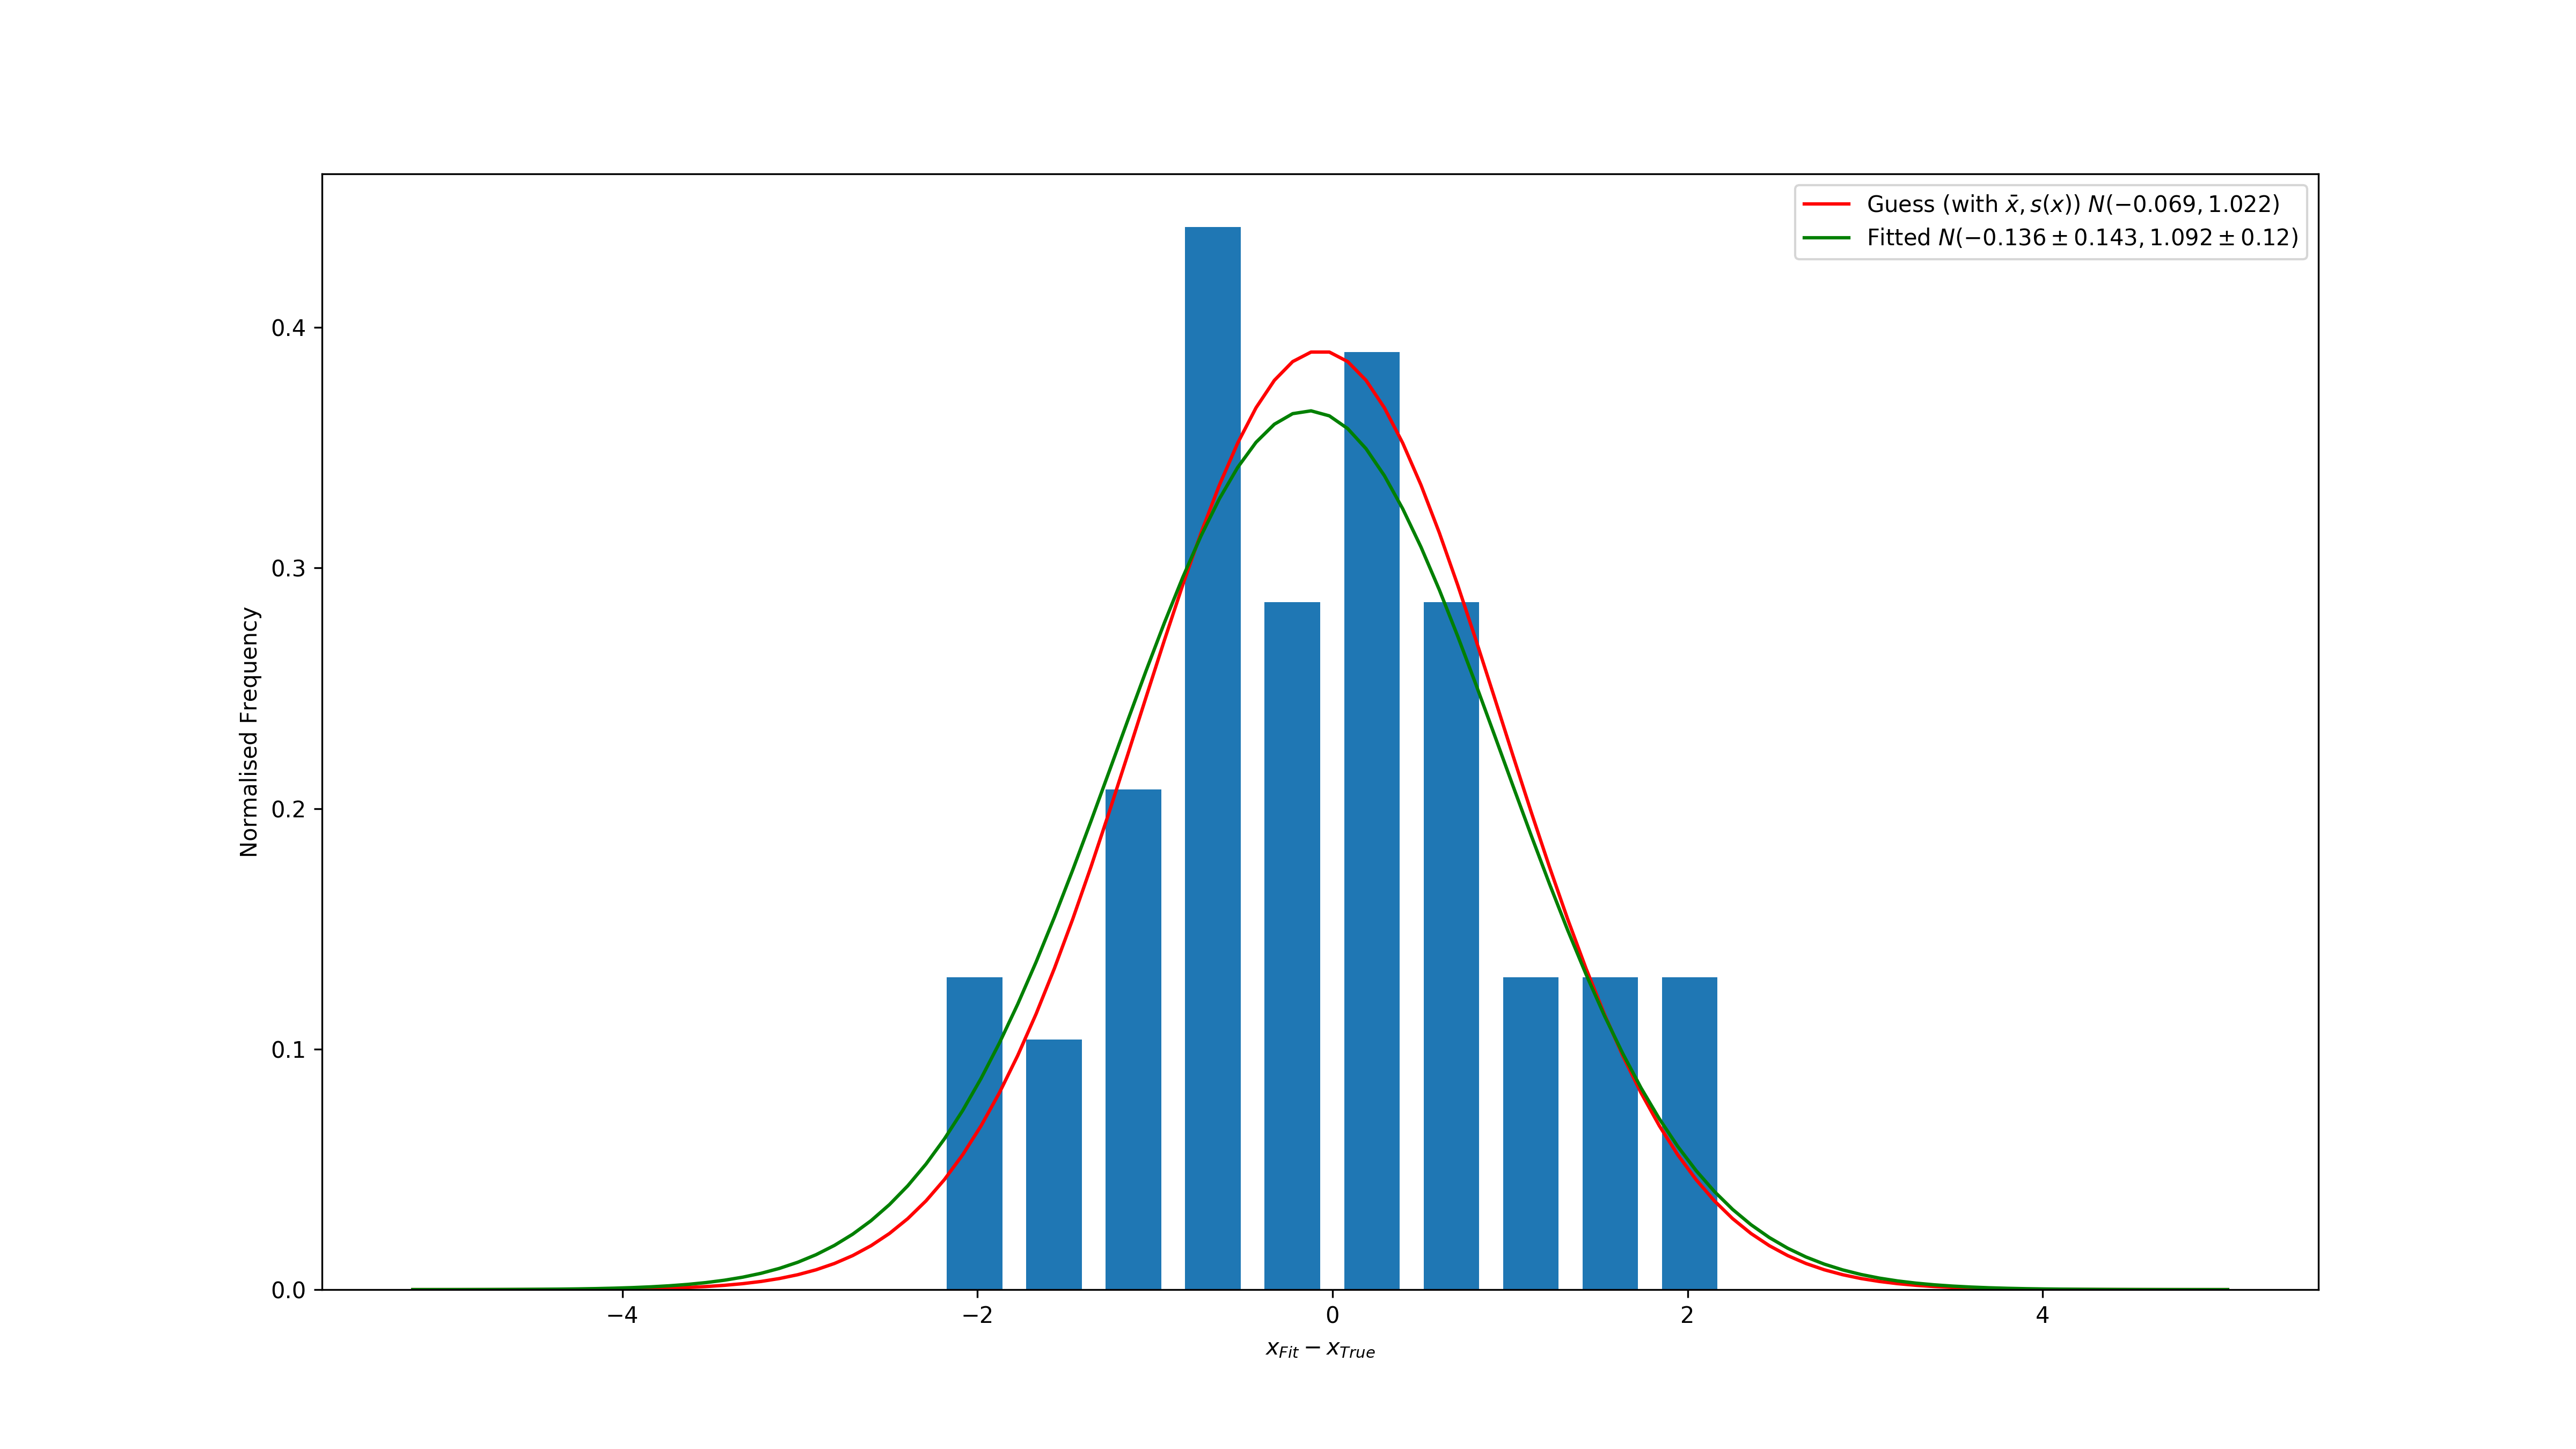 Guess (with x̄, s(x)) N(−0.069, 1.022)
Fitted N(−0.136 ± 0.143, 1.092 ± 0.12)
Normalised Frequency
0.4
0.3
0.2
0.1
0.0
−4 −2 0 2 4
x_Fit − x_True